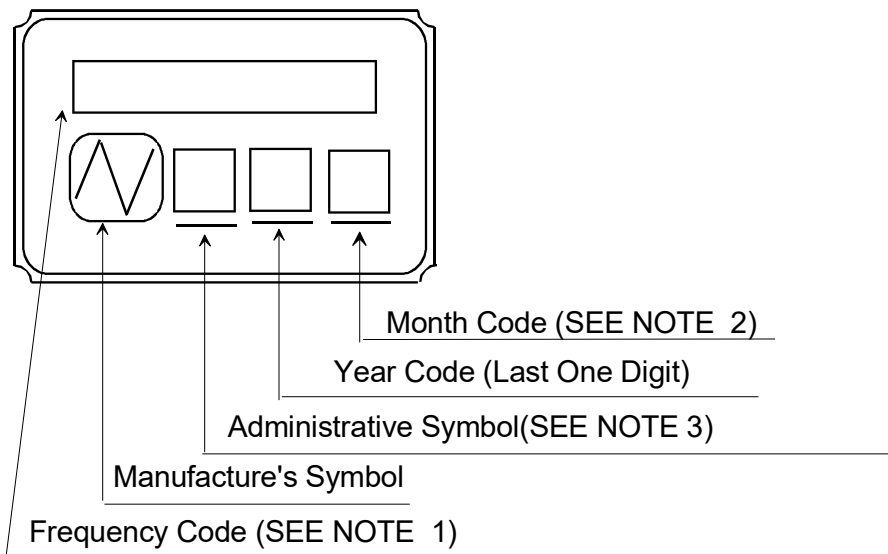 Month Code (SEE NOTE 2)
Year Code (Last One Digit)
Administrative Symbol(SEE NOTE 3)
Manufacture's Symbol
Frequency Code (SEE NOTE 1)